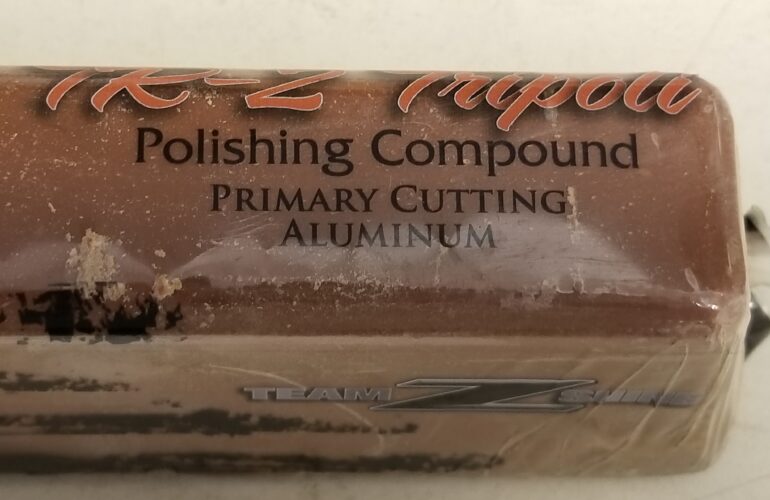 TR-Z Tripoli
Polishing Compound
PRIMARY CUTTING
ALUMINUM
TEAM Z SHINE